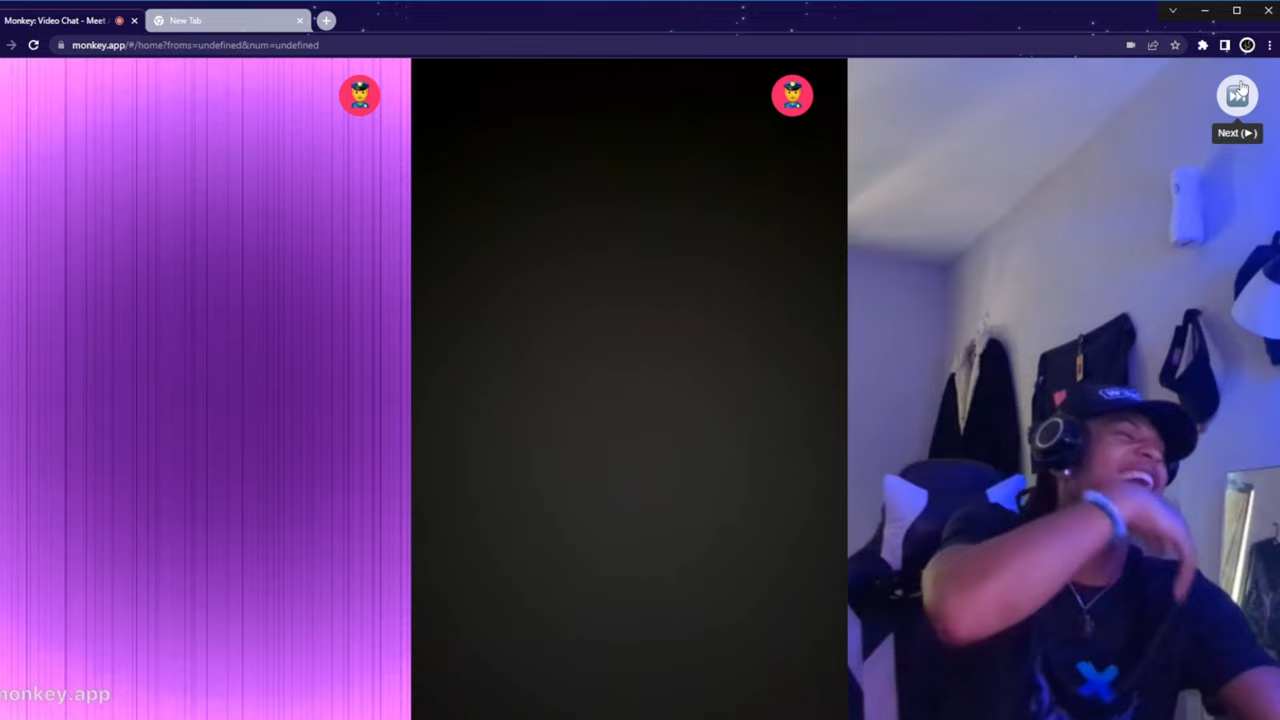 Monkey: Video Chat - Meet
New Tab
monkey.app/#/home?froms=undefined&num=undefined
Next (▶)
monkey.app